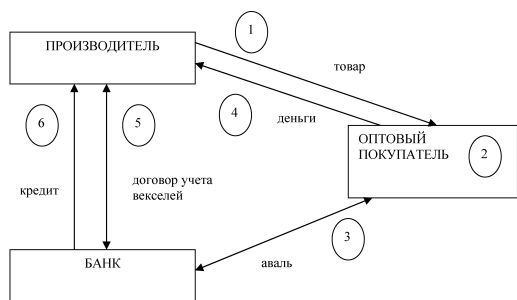 1
ПРОИЗВОДИТЕЛЬ
товар
4
деньги
6
5
ОПТОВЫЙ
ПОКУПАТЕЛЬ
2
кредит
договор учета
векселей
3
БАНК
аваль